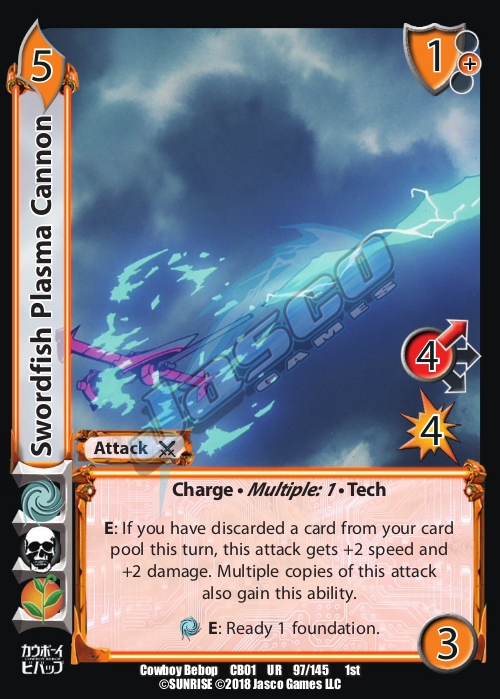 5
1
+
Swordfish Plasma Cannon
JASCO
GAMES
4
4
Attack
Charge • Multiple: 1 • Tech
E: If you have discarded a card from your card
pool this turn, this attack gets +2 speed and
+2 damage. Multiple copies of this attack
also gain this ability.
E: Ready 1 foundation.
カウボーイ
ビバップ
3
Cowboy Bebop CB01 UR 97/145 1st
©SUNRISE ©2018 Jasco Games LLC